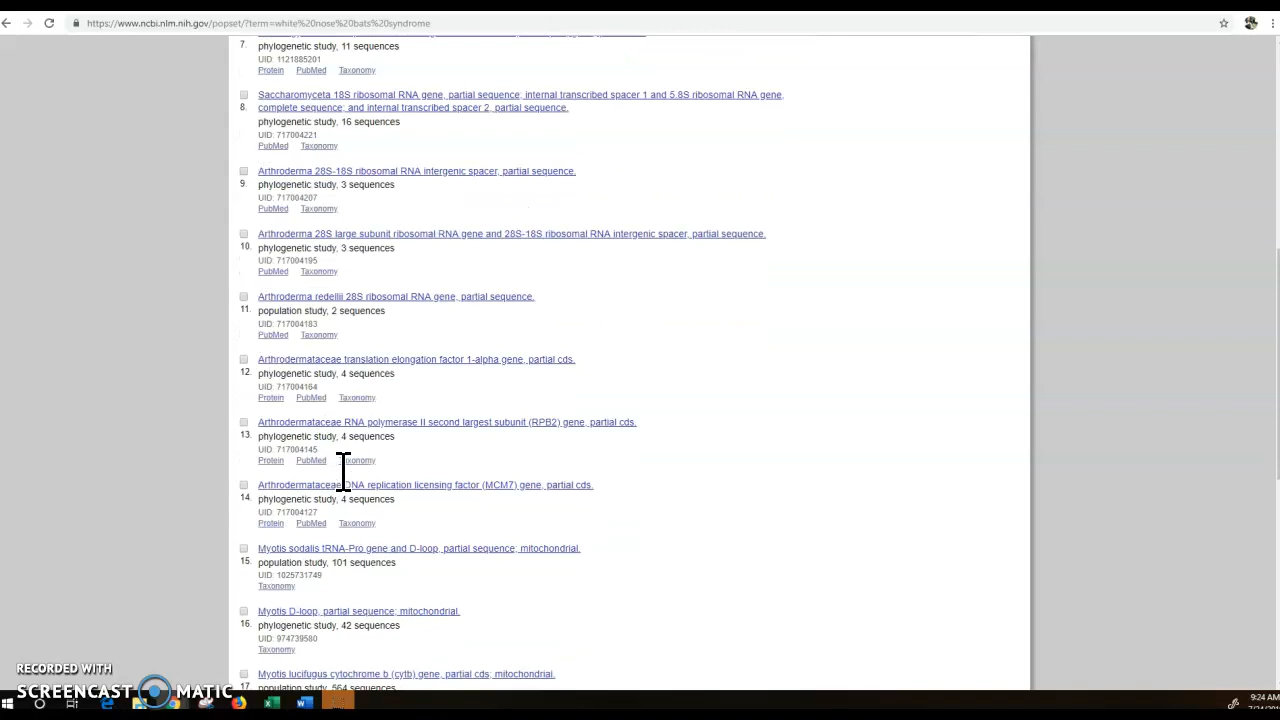 https://www.ncbi.nlm.nih.gov/popset/?term=white%20nose%20bats%20syndrome
7.
phylogenetic study, 11 sequences
UID: 1121885201
Protein PubMed Taxonomy
8.
Saccharomyceta 18S ribosomal RNA gene, partial sequence; internal transcribed spacer 1 and 5.8S ribosomal RNA gene,
complete sequence; and internal transcribed spacer 2, partial sequence.
phylogenetic study, 16 sequences
UID: 717004221
PubMed Taxonomy
Arthroderma 28S-18S ribosomal RNA intergenic spacer, partial sequence.
9.
phylogenetic study, 3 sequences
UID: 717004207
PubMed Taxonomy
Arthroderma 28S large subunit ribosomal RNA gene and 28S-18S ribosomal RNA intergenic spacer, partial sequence.
10.
phylogenetic study, 3 sequences
UID: 717004195
PubMed Taxonomy
Arthroderma redellii 28S ribosomal RNA gene, partial sequence.
11.
population study, 2 sequences
UID: 717004183
PubMed Taxonomy
Arthrodermataceae translation elongation factor 1-alpha gene, partial cds.
12.
phylogenetic study, 4 sequences
UID: 717004164
Protein PubMed Taxonomy
Arthrodermataceae RNA polymerase II second largest subunit (RPB2) gene, partial cds.
13.
phylogenetic study, 4 sequences
UID: 717004145
Protein PubMed Taxonomy
Arthrodermataceae DNA replication licensing factor (MCM7) gene, partial cds.
14.
phylogenetic study, 4 sequences
UID: 717004127
Protein PubMed Taxonomy
Myotis sodalis tRNA-Pro gene and D-loop, partial sequence; mitochondrial.
15.
population study, 101 sequences
UID: 1025731749
Taxonomy
Myotis D-loop, partial sequence; mitochondrial.
16.
phylogenetic study, 42 sequences
UID: 974739580
Taxonomy
Myotis lucifugus cytochrome b (cytb) gene, partial cds; mitochondrial.
17.
population study, 564 sequences
RECORDED WITH
SCREENCAST MATIC
9:24 AM